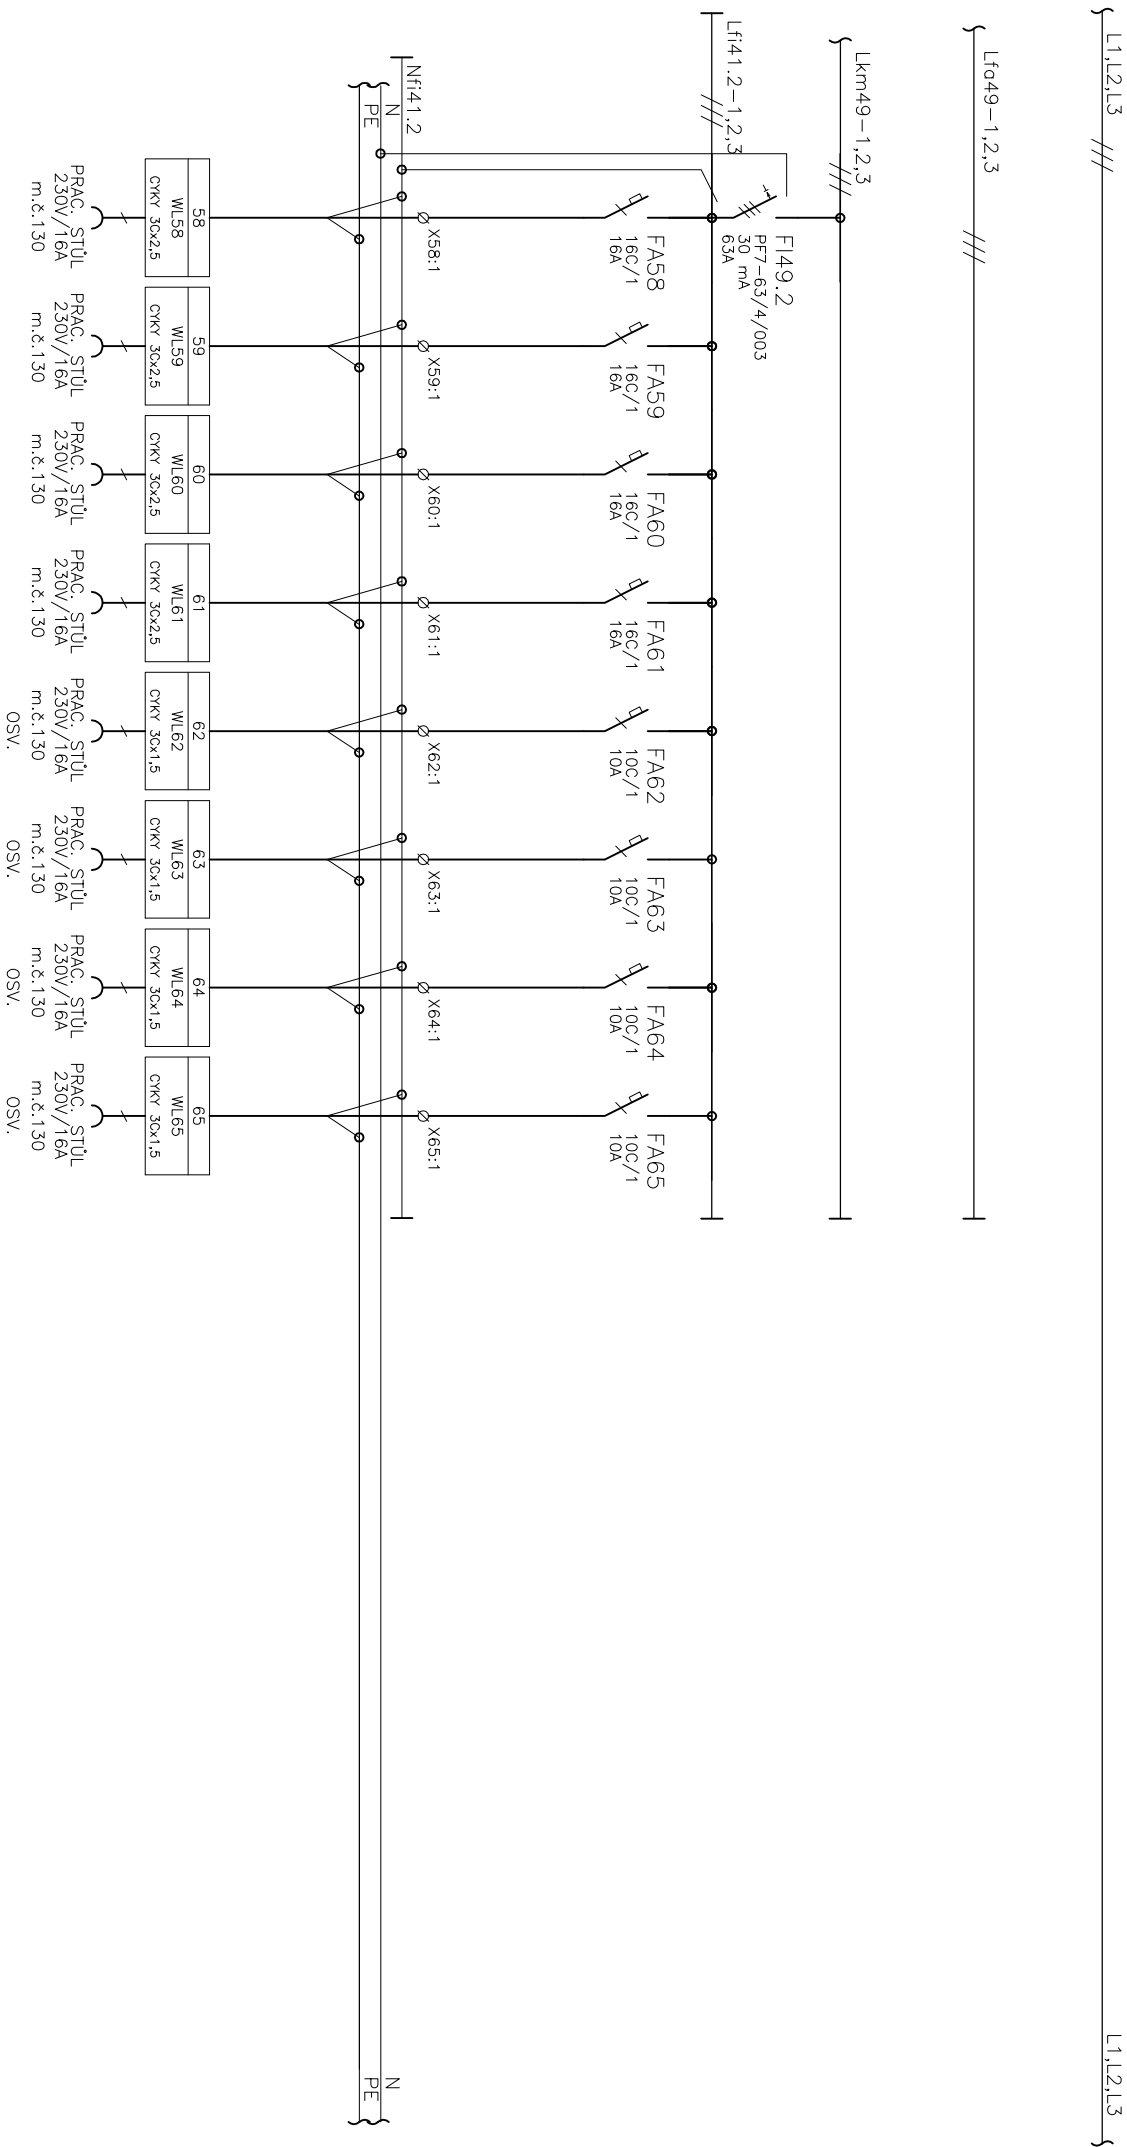 L1,L2,L3
L1,L2,L3
Lfa49-1,2,3
Lkm49-1,2,3
FI49.2
PF7-63/4/003
30 mA
63A
Lfi41.2-1,2,3
FA58
16C/1
16A
FA59
16C/1
16A
FA60
16C/1
16A
FA61
16C/1
16A
FA62
10C/1
10A
FA63
10C/1
10A
FA64
10C/1
10A
FA65
10C/1
10A
X58:1
X59:1
X60:1
X61:1
X62:1
X63:1
X64:1
X65:1
Nfi41.2
N
N
PE
PE
58
WL58
CYKY 3Cx2,5
59
WL59
CYKY 3Cx2,5
60
WL60
CYKY 3Cx2,5
61
WL61
CYKY 3Cx2,5
62
WL62
CYKY 3Cx1,5
63
WL63
CYKY 3Cx1,5
64
WL64
CYKY 3Cx1,5
65
WL65
CYKY 3Cx1,5
PRAC. STŮL
230V/16A
m.č.130
PRAC. STŮL
230V/16A
m.č.130
PRAC. STŮL
230V/16A
m.č.130
PRAC. STŮL
230V/16A
m.č.130
PRAC. STŮL
230V/16A
m.č.130
OSV.
PRAC. STŮL
230V/16A
m.č.130
OSV.
PRAC. STŮL
230V/16A
m.č.130
OSV.
PRAC. STŮL
230V/16A
m.č.130
OSV.